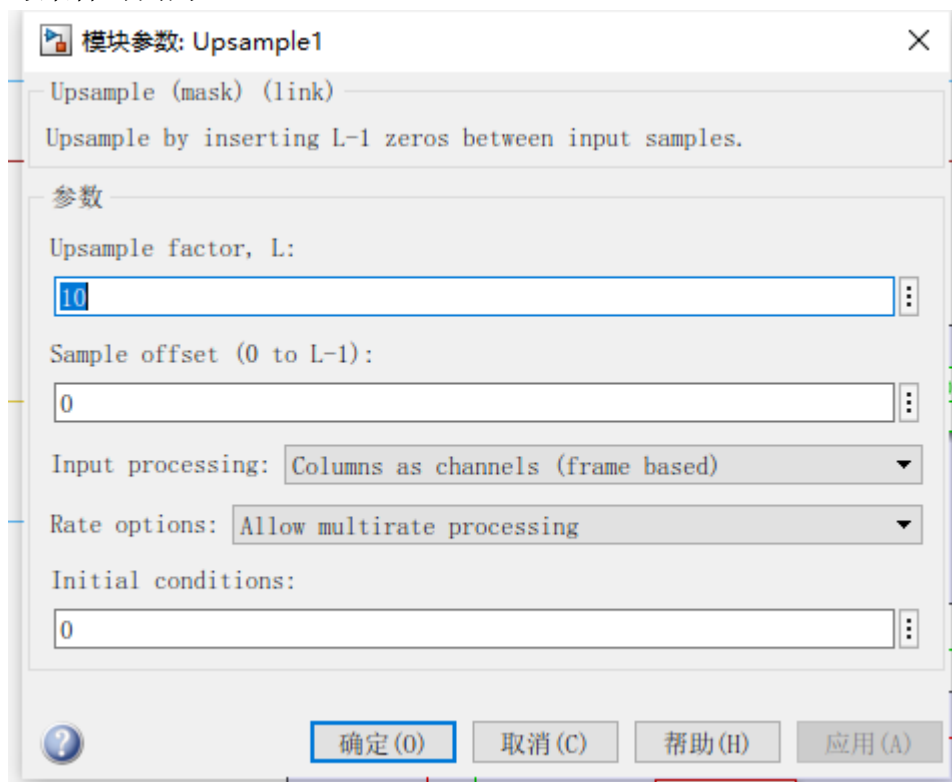 模块参数: Upsample1
Upsample (mask) (link)
Upsample by inserting L-1 zeros between input samples.
参数
Upsample factor, L:
10
Sample offset (0 to L-1):
0
Input processing: Columns as channels (frame based)
Rate options: Allow multirate processing
Initial conditions:
0
确定(O) 取消(C) 帮助(H) 应用(A)